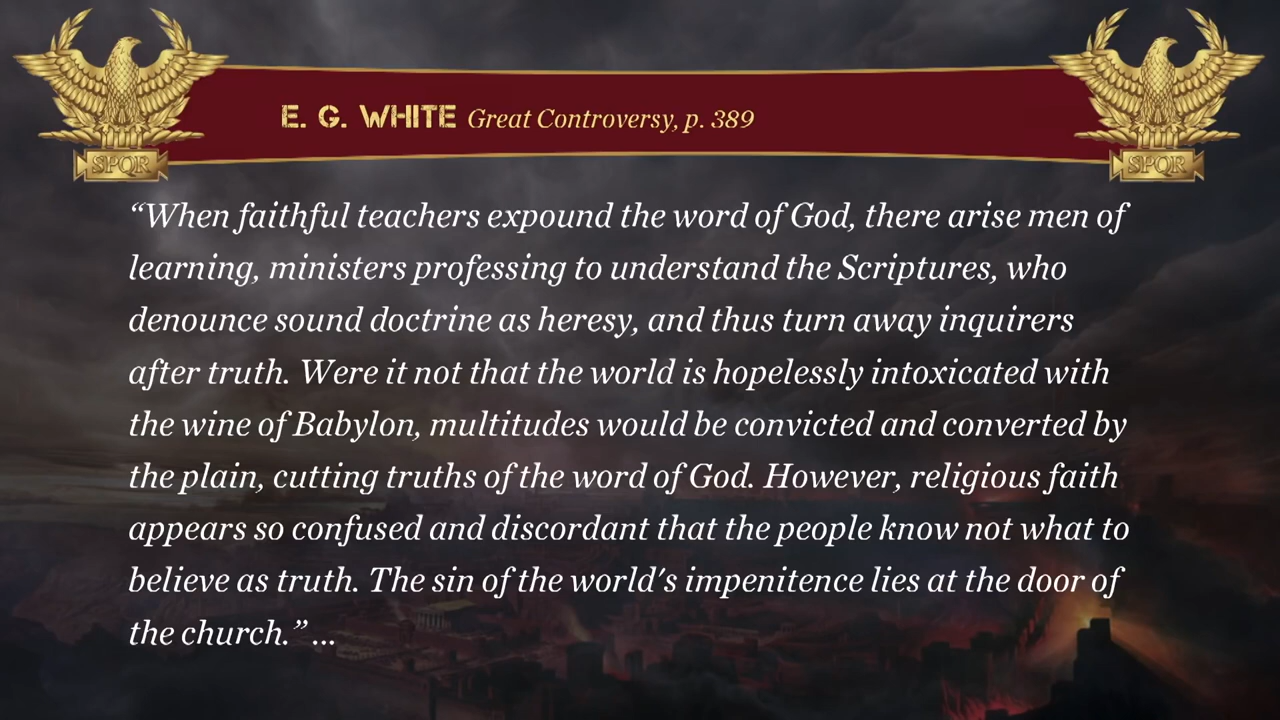 SPQR
E. G. WHITE Great Controversy, p. 389
SPQR
“When faithful teachers expound the word of God, there arise men of
learning, ministers professing to understand the Scriptures, who
denounce sound doctrine as heresy, and thus turn away inquirers
after truth. Were it not that the world is hopelessly intoxicated with
the wine of Babylon, multitudes would be convicted and converted by
the plain, cutting truths of the word of God. However, religious faith
appears so confused and discordant that the people know not what to
believe as truth. The sin of the world's impenitence lies at the door of
the church.” ...